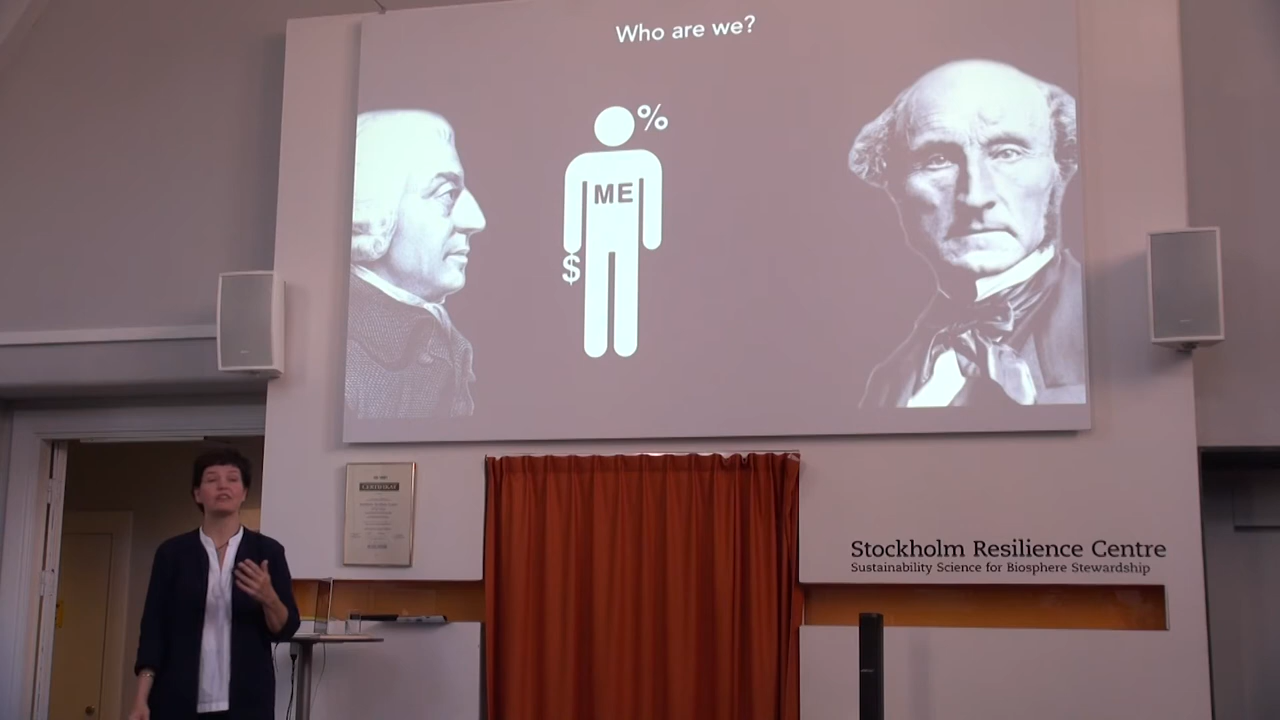 Who are we?
%
ME
$
CERTIFIKAT
Stockholm Resilience Centre
Sustainability Science for Biosphere Stewardship